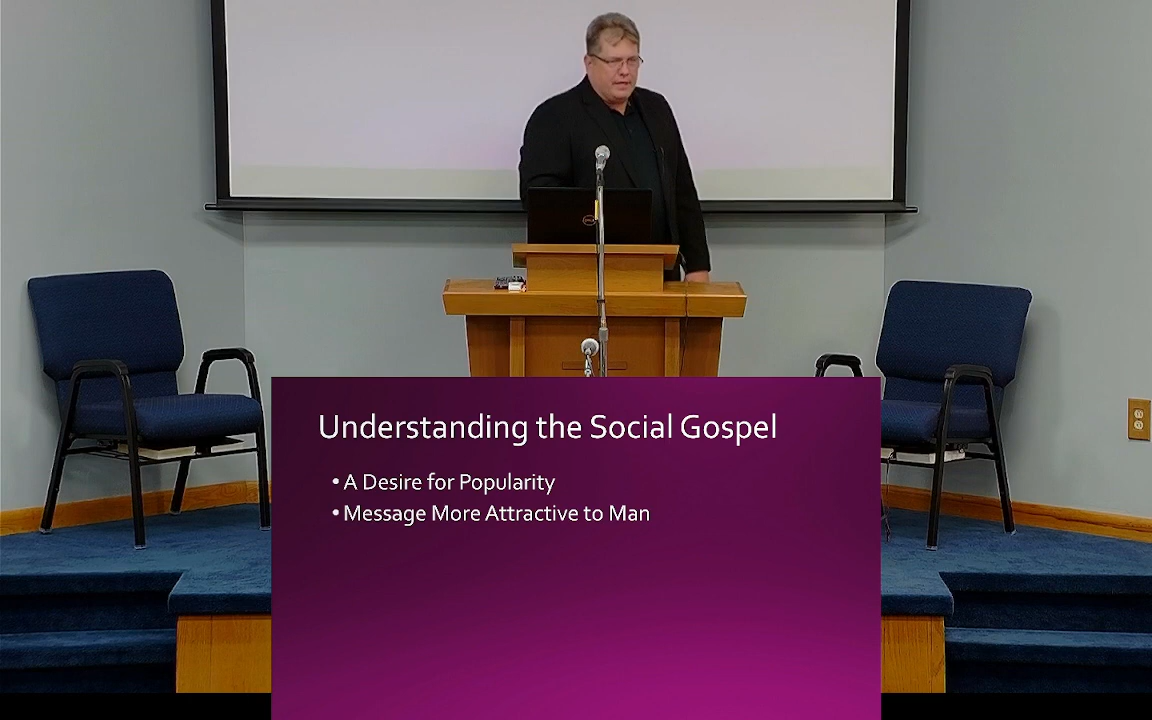 Understanding the Social Gospel
• A Desire for Popularity
• Message More Attractive to Man